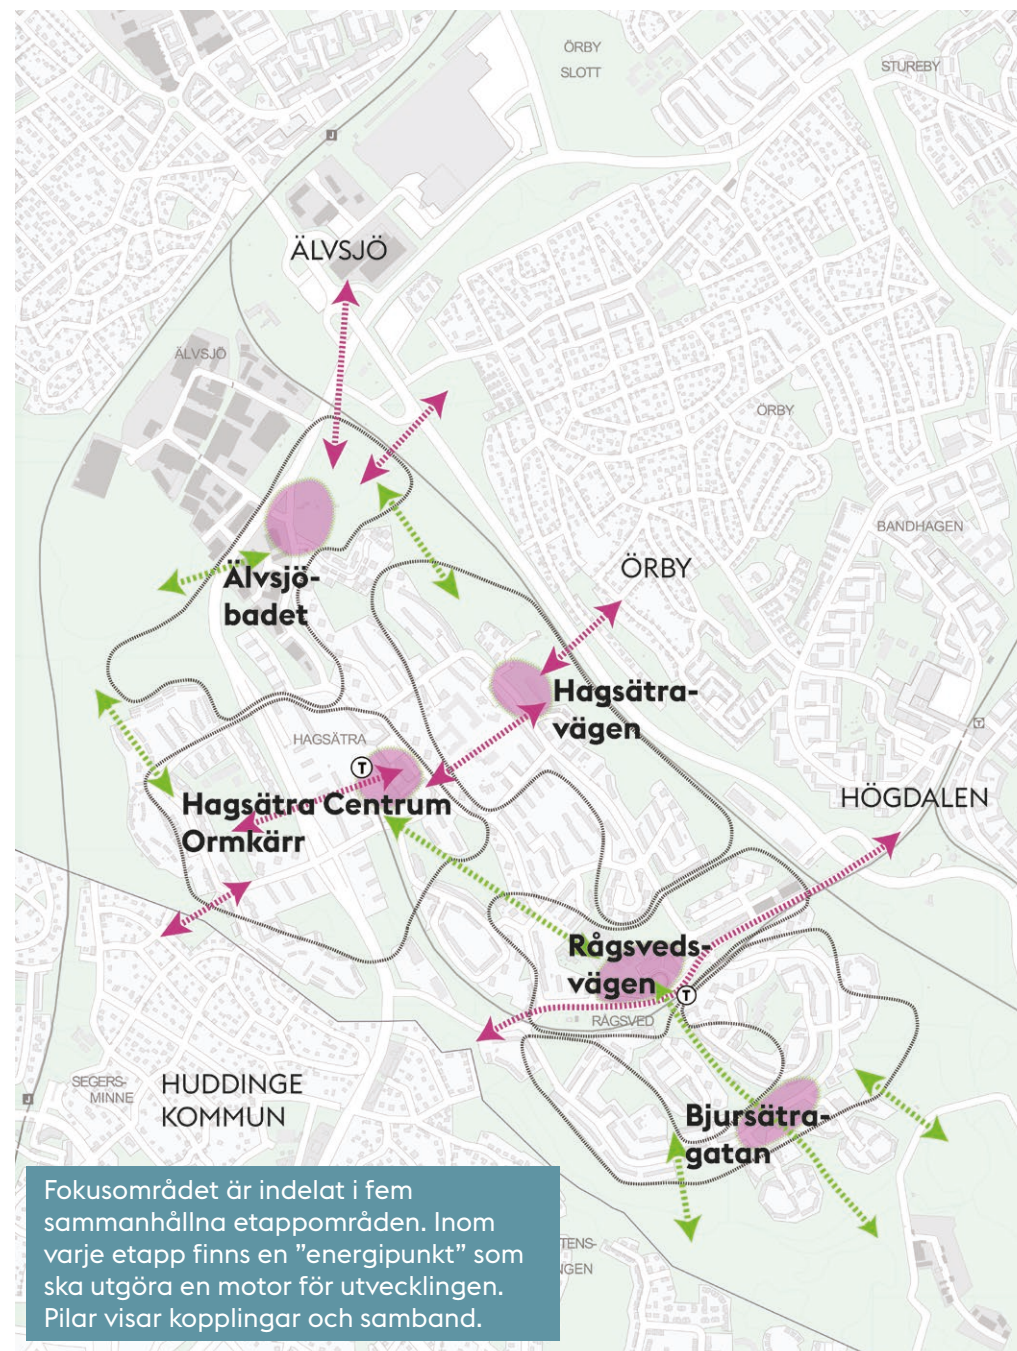 ÖRBY
SLOTT
STUREBY
J
ÄLVSJÖ
ÄLVSJÖ
ÖRBY
BANDHAGEN
ÖRBY
Älvsjö-
badet
Hagsätra-
vägen
T
HAGSÄTRA
T
Hagsätra Centrum
Ormkärr
HÖGDALEN
Rågsveds-
vägen
T
RÅGSVED
SEGERS-
MINNE
J
HUDDINGE
KOMMUN
Bjursätra-
gatan
Fokusområdet är indelat i fem
sammanhållna etappområden. Inom
varje etapp finns en ”energipunkt” som
ska utgöra en motor för utvecklingen.
Pilar visar kopplingar och samband.
TENS-
NGEN